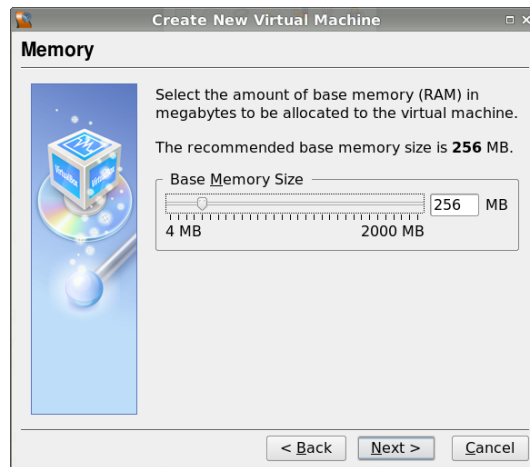 Create New Virtual Machine
Memory
Select the amount of base memory (RAM) in
megabytes to be allocated to the virtual machine.
The recommended base memory size is 256 MB.
Base Memory Size
256 MB
4 MB 2000 MB
VirtualBox
< Back Next > Cancel